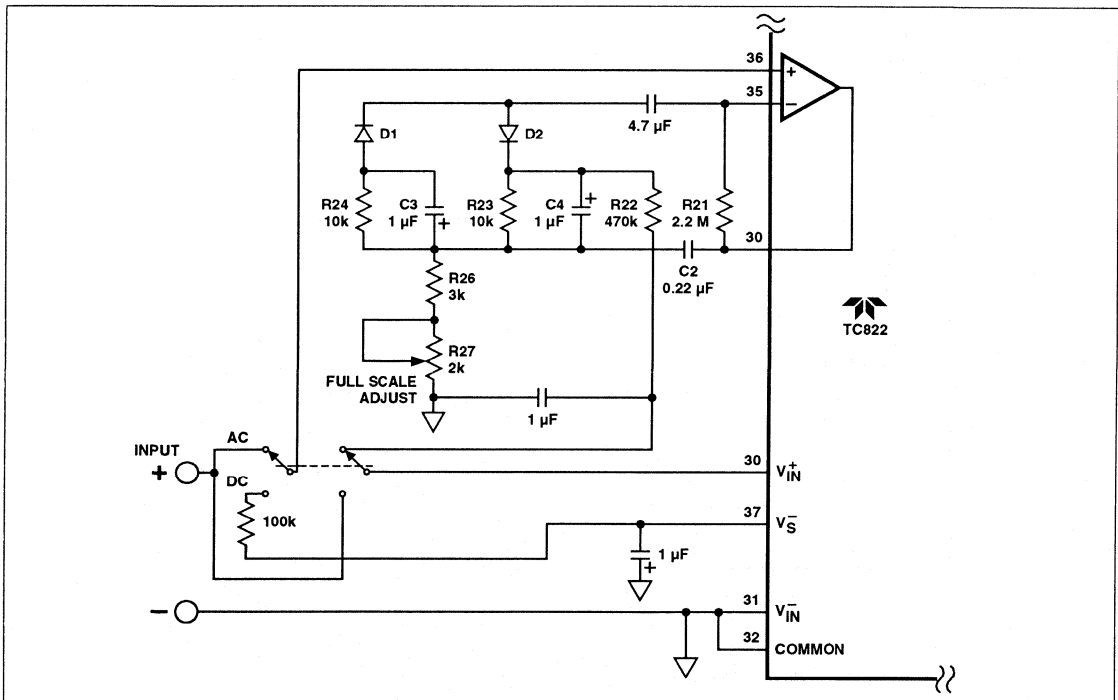 36
+
35
−
4.7 µF
D1
D2
R24
10k
C3
1 µF
+
R23
10k
C4
1 µF
+
R22
470k
R21
2.2 M
30
C2
0.22 µF
R26
3k
TC822
R27
2k
FULL SCALE
ADJUST
1 µF
INPUT
AC
+
DC
100k
30
V+IN
37
V−S
1 µF
+
31
V−IN
−
32
COMMON